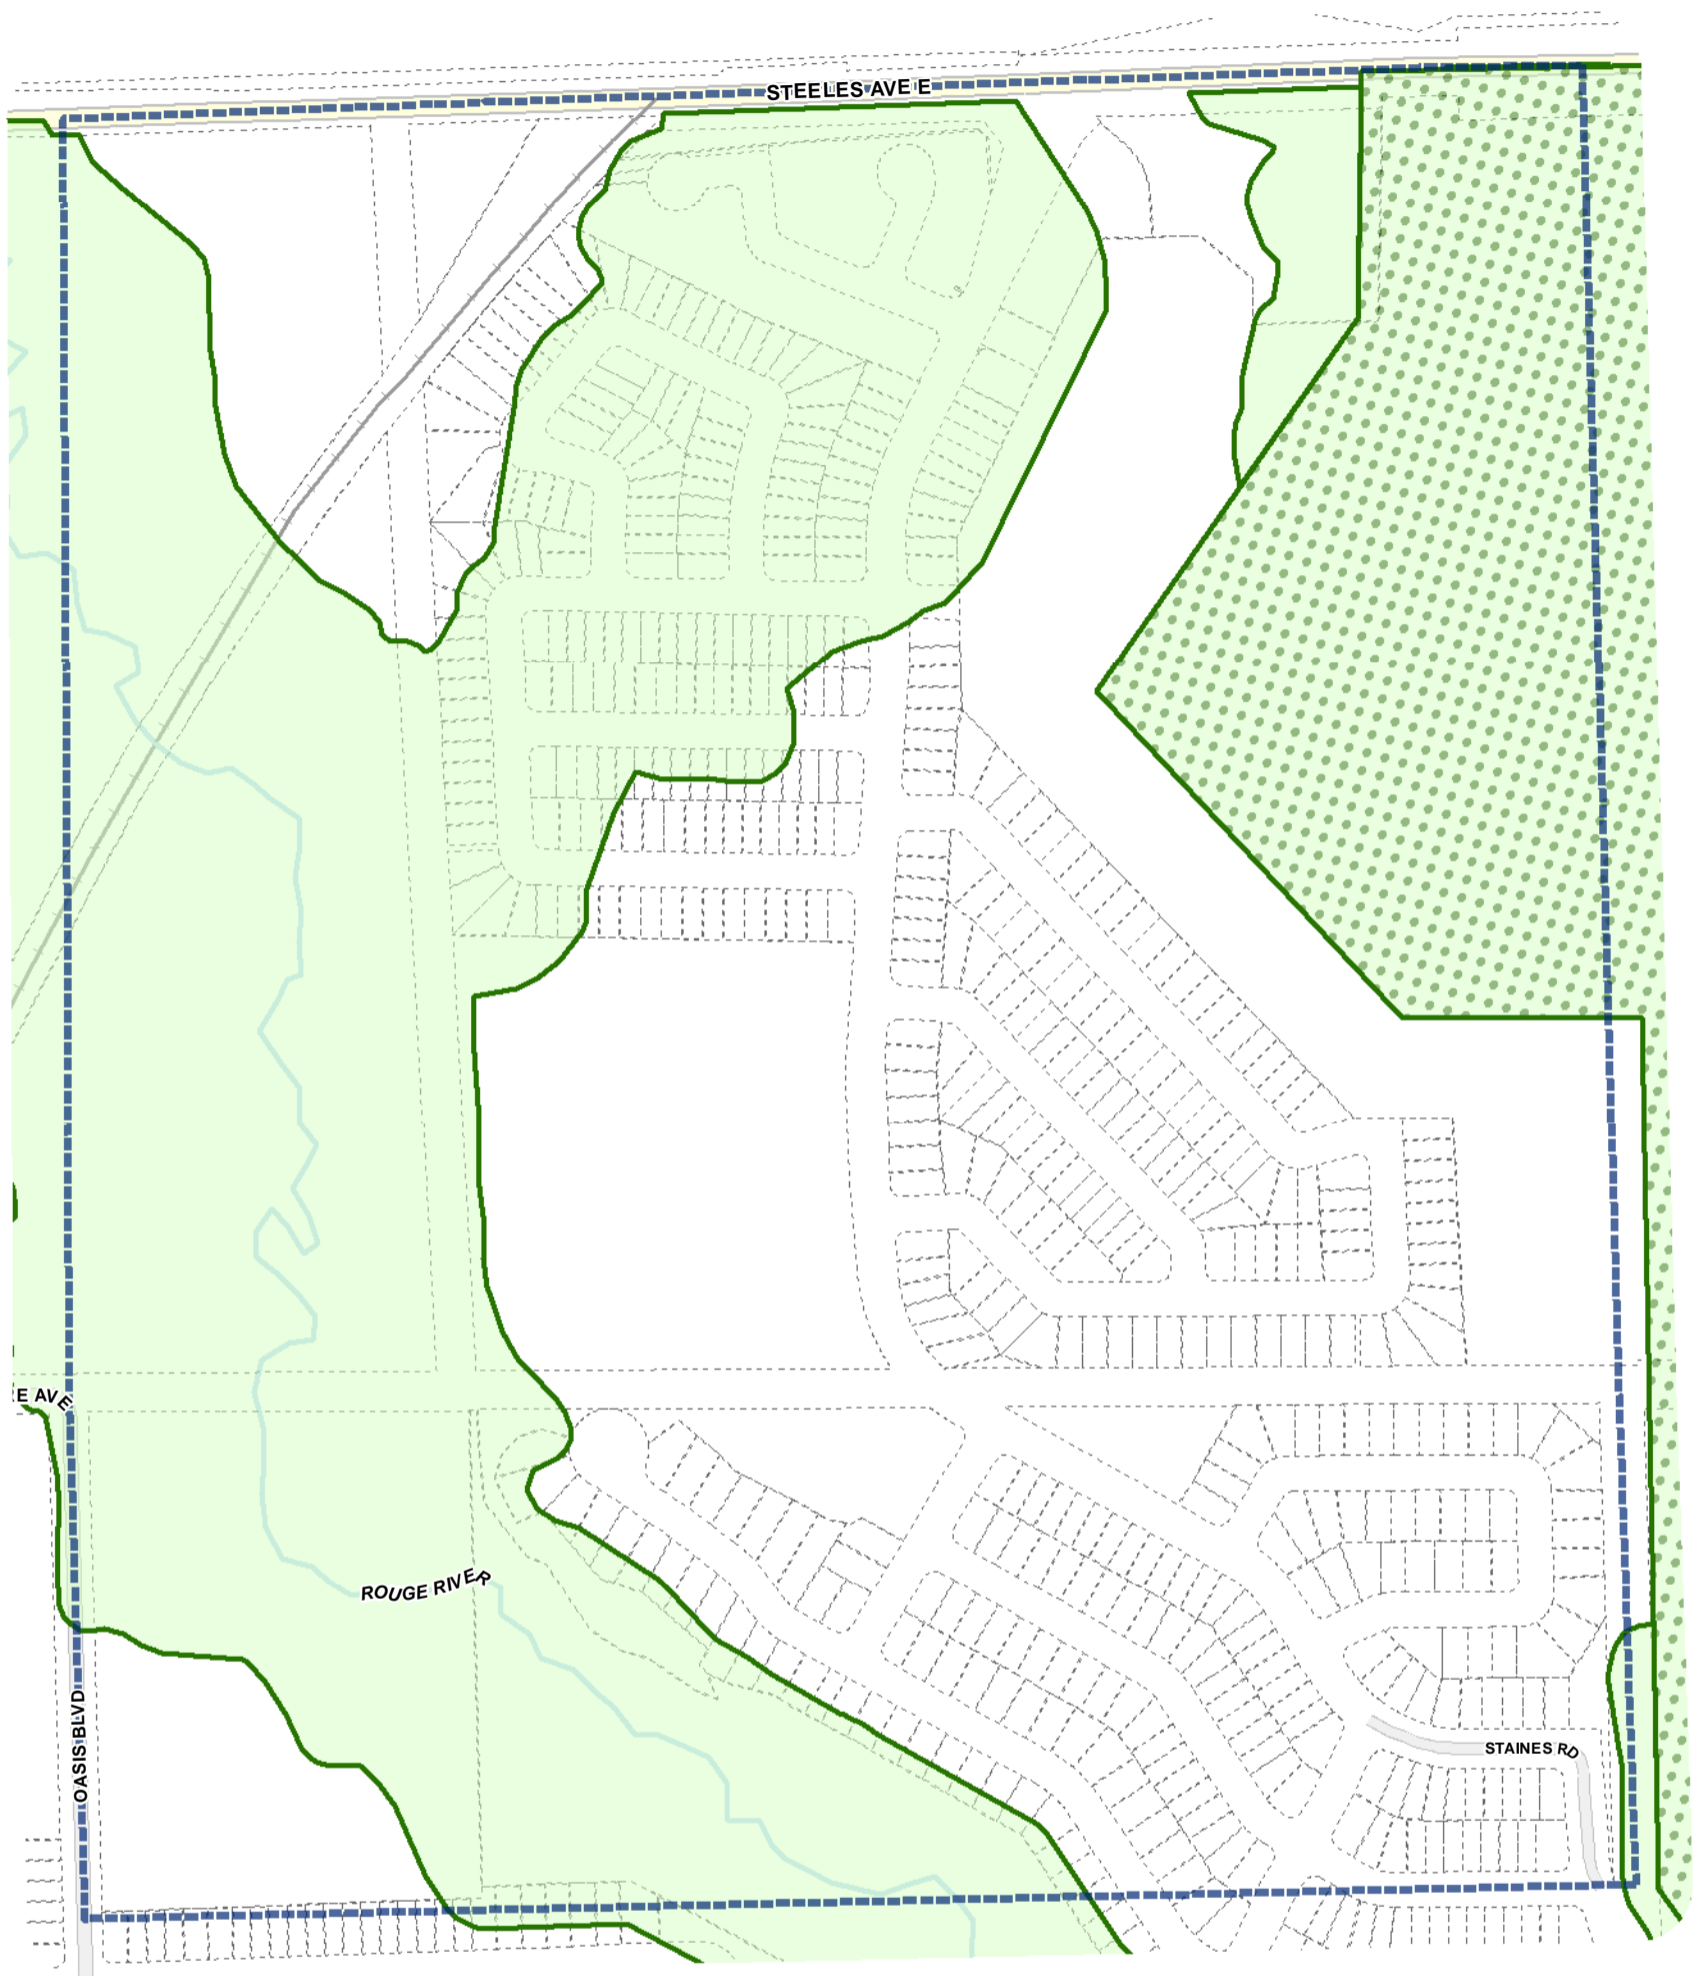 STEELES AVE E
E AVE
ROUGE RIVER
OASIS BLVD
STAINES RD